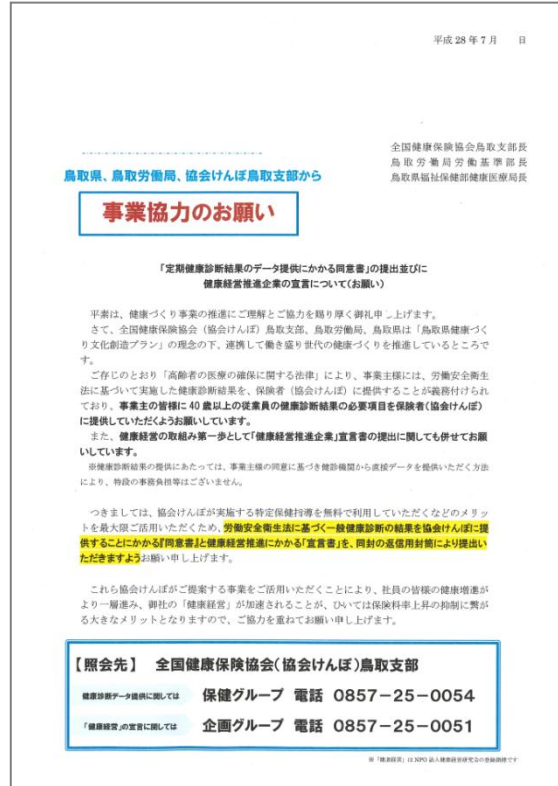 平成 28 年 7 月　　日
全国健康保険協会鳥取支部長
鳥取労働局労働基準部長
鳥取県福祉保健部健康医療局長
鳥取県、鳥取労働局、協会けんぽ鳥取支部から
事業協力のお願い
「定期健康診断結果のデータ提供にかかる同意書」の提出並びに
健康経営推進企業の宣言について(お願い)
平素は、健康づくり事業の推進にご理解とご協力を賜り厚く御礼申し上げます。
さて、全国健康保険協会（協会けんぽ）鳥取支部、鳥取労働局、鳥取県は「鳥取県健康づく
り文化創造プラン」の理念の下、連携して働き盛り世代の健康づくりを推進しているところで
す。
ご存じのとおり「高齢者の医療の確保に関する法律」により、事業主様には、労働安全衛生
法に基づいて実施した健康診断結果を、保険者（協会けんぽ）に提供することが義務付けられ
ており、事業主の皆様に 40 歳以上の従業員の健康診断結果の必要項目を保険者(協会けんぽ)
に提供していただくようお願いしています。
また、健康経営の取組み第一歩として「健康経営推進企業」宣言書の提出に関しても併せてお願
いしています。
※健康診断結果の提供にあたっては、事業主様の同意に基づき健診機関から直接データを提供いただく方法
により、特段の事務負担等はございません。
つきましては、協会けんぽが実施する特定保健指導を無料で利用していただくなどのメリッ
トを最大限ご活用いただくため、労働安全衛生法に基づく一般健康診断の結果を協会けんぽに提
供することにかかる『同意書』と健康経営推進にかかる「宣言書」を、同封の返信用封筒により提出い
ただきますようお願い申し上げます。
これら協会けんぽがご提案する事業をご活用いただくことにより、社員の皆様の健康増進が
より一層進み、御社の「健康経営」が加速されることが、ひいては保険料率上昇の抑制に繋が
る大きなメリットとなりますので、ご協力を重ねてお願い申し上げます。
【照会先】　全国健康保険協会(協会けんぽ)鳥取支部
健康診断データ提供に関しては　保健グループ　電話　0857－25－0054
「健康経営」の宣言に関しては　企画グループ　電話　0857－25－0051
※「健康経営」は NPO 法人健康経営研究会の登録商標です